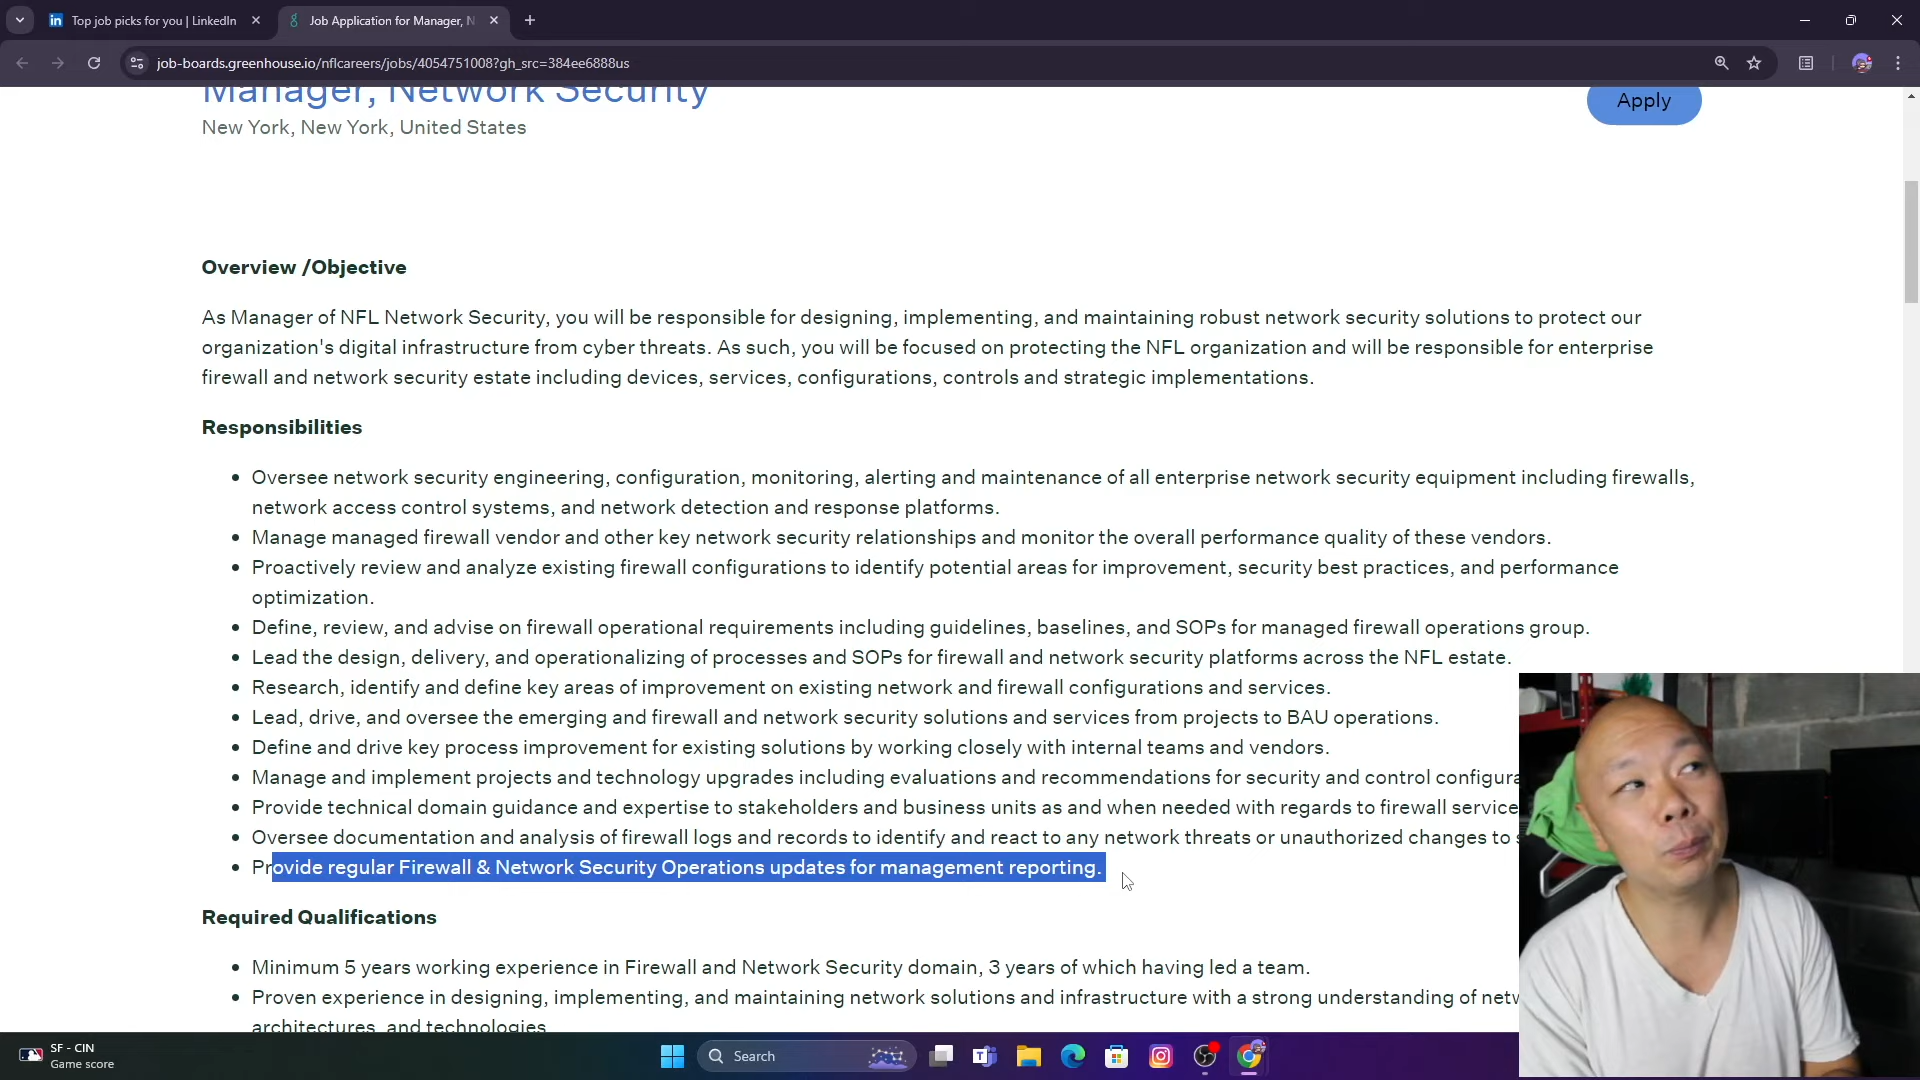 Top job picks for you | LinkedIn
Job Application for Manager, N
job-boards.greenhouse.io/nflcareers/jobs/4054751008?gh_src=384ee6888us
Manager, Network Security
Apply
New York, New York, United States
Overview /Objective
As Manager of NFL Network Security, you will be responsible for designing, implementing, and maintaining robust network security solutions to protect our
organization's digital infrastructure from cyber threats. As such, you will be focused on protecting the NFL organization and will be responsible for enterprise
firewall and network security estate including devices, services, configurations, controls and strategic implementations.
Responsibilities
Oversee network security engineering, configuration, monitoring, alerting and maintenance of all enterprise network security equipment including firewalls,
network access control systems, and network detection and response platforms.
Manage managed firewall vendor and other key network security relationships and monitor the overall performance quality of these vendors.
Proactively review and analyze existing firewall configurations to identify potential areas for improvement, security best practices, and performance
optimization.
Define, review, and advise on firewall operational requirements including guidelines, baselines, and SOPs for managed firewall operations group.
Lead the design, delivery, and operationalizing of processes and SOPs for firewall and network security platforms across the NFL estate.
Research, identify and define key areas of improvement on existing network and firewall configurations and services.
Lead, drive, and oversee the emerging and firewall and network security solutions and services from projects to BAU operations.
Define and drive key process improvement for existing solutions by working closely with internal teams and vendors.
Manage and implement projects and technology upgrades including evaluations and recommendations for security and control configura
Provide technical domain guidance and expertise to stakeholders and business units as and when needed with regards to firewall service
Oversee documentation and analysis of firewall logs and records to identify and react to any network threats or unauthorized changes to s
Provide regular Firewall & Network Security Operations updates for management reporting.
Required Qualifications
Minimum 5 years working experience in Firewall and Network Security domain, 3 years of which having led a team.
Proven experience in designing, implementing, and maintaining network solutions and infrastructure with a strong understanding of netw
architectures, and technologies
SF - CIN
Game score
Search